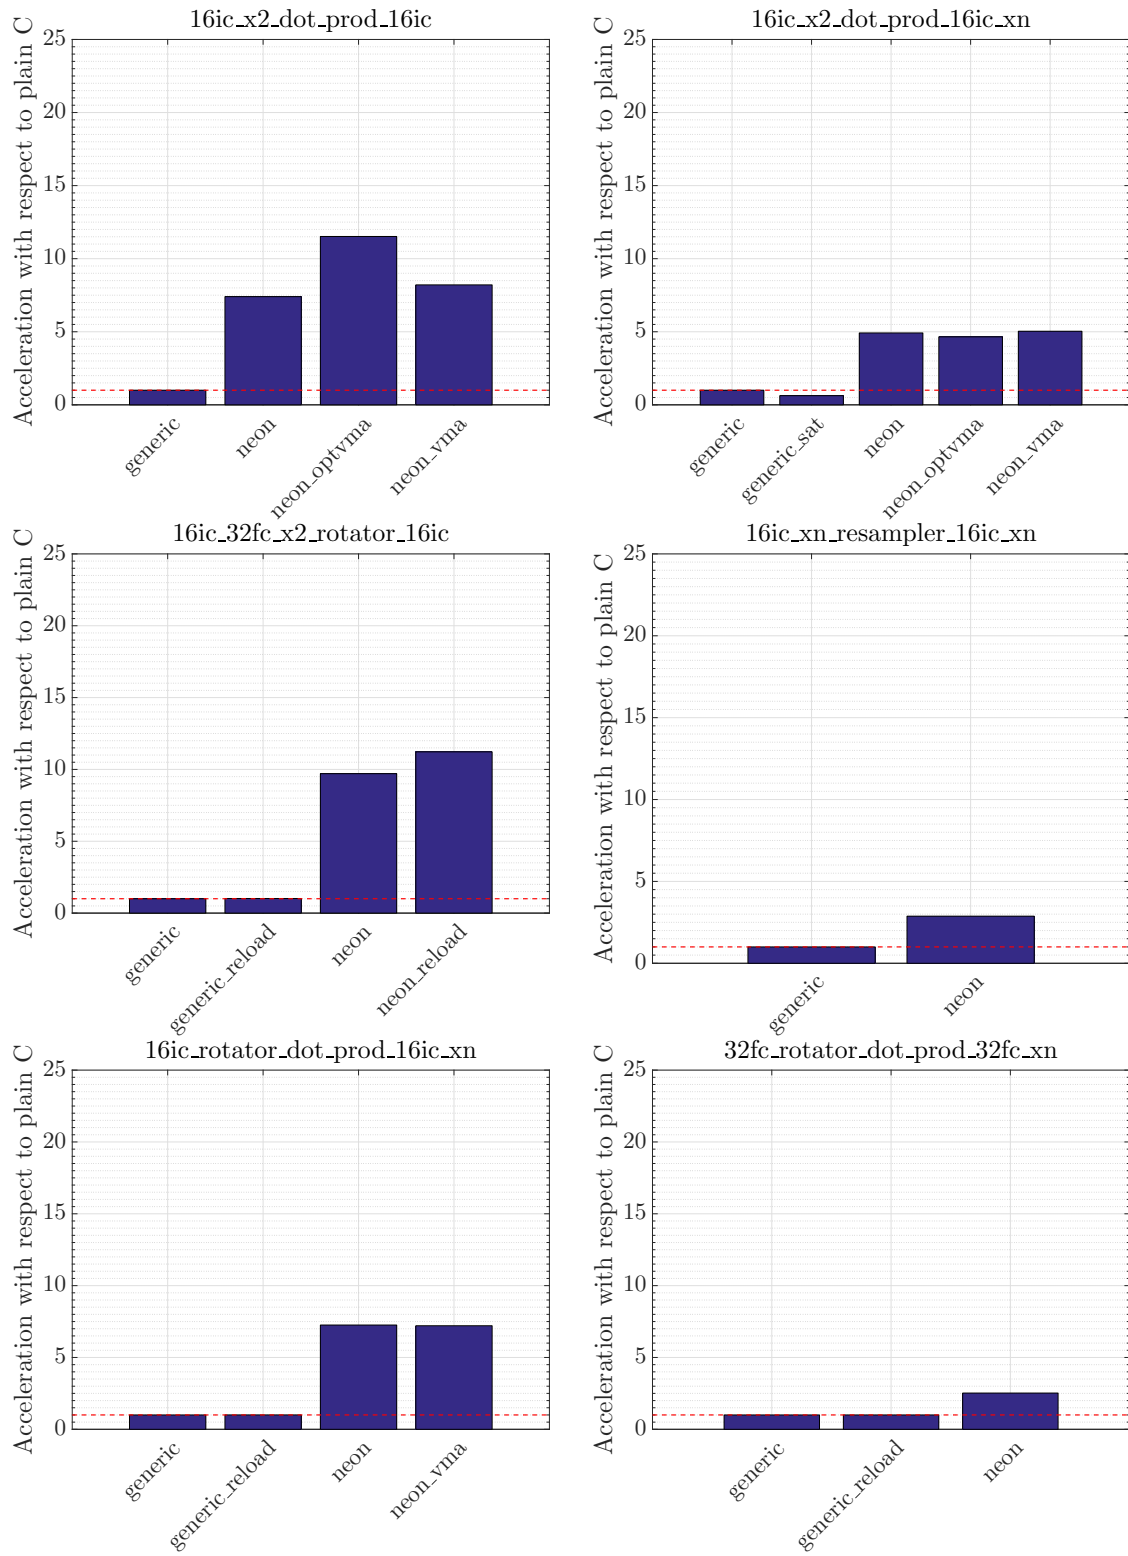 16ic_x2_dot_prod_16ic
Acceleration with respect to plain C
25
20
15
10
5
0
generic
neon
neon_optvma
neon_vma
16ic_x2_dot_prod_16ic_xn
Acceleration with respect to plain C
25
20
15
10
5
0
generic
generic_sat
neon
neon_optvma
neon_vma
16ic_32fc_x2_rotator_16ic
Acceleration with respect to plain C
25
20
15
10
5
0
generic
generic_reload
neon
neon_reload
16ic_xn_resampler_16ic_xn
Acceleration with respect to plain C
25
20
15
10
5
0
generic
neon
16ic_rotator_dot_prod_16ic_xn
Acceleration with respect to plain C
25
20
15
10
5
0
generic
generic_reload
neon
neon_vma
32fc_rotator_dot_prod_32fc_xn
Acceleration with respect to plain C
25
20
15
10
5
0
generic
generic_reload
neon